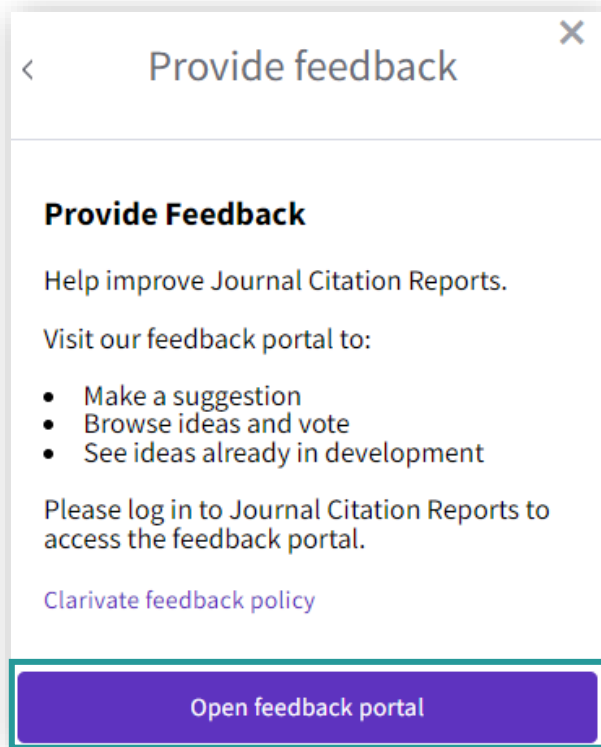 Provide feedback
Provide Feedback
Help improve Journal Citation Reports.
Visit our feedback portal to:
Make a suggestion
Browse ideas and vote
See ideas already in development
Please log in to Journal Citation Reports to
access the feedback portal.
Clarivate feedback policy
Open feedback portal